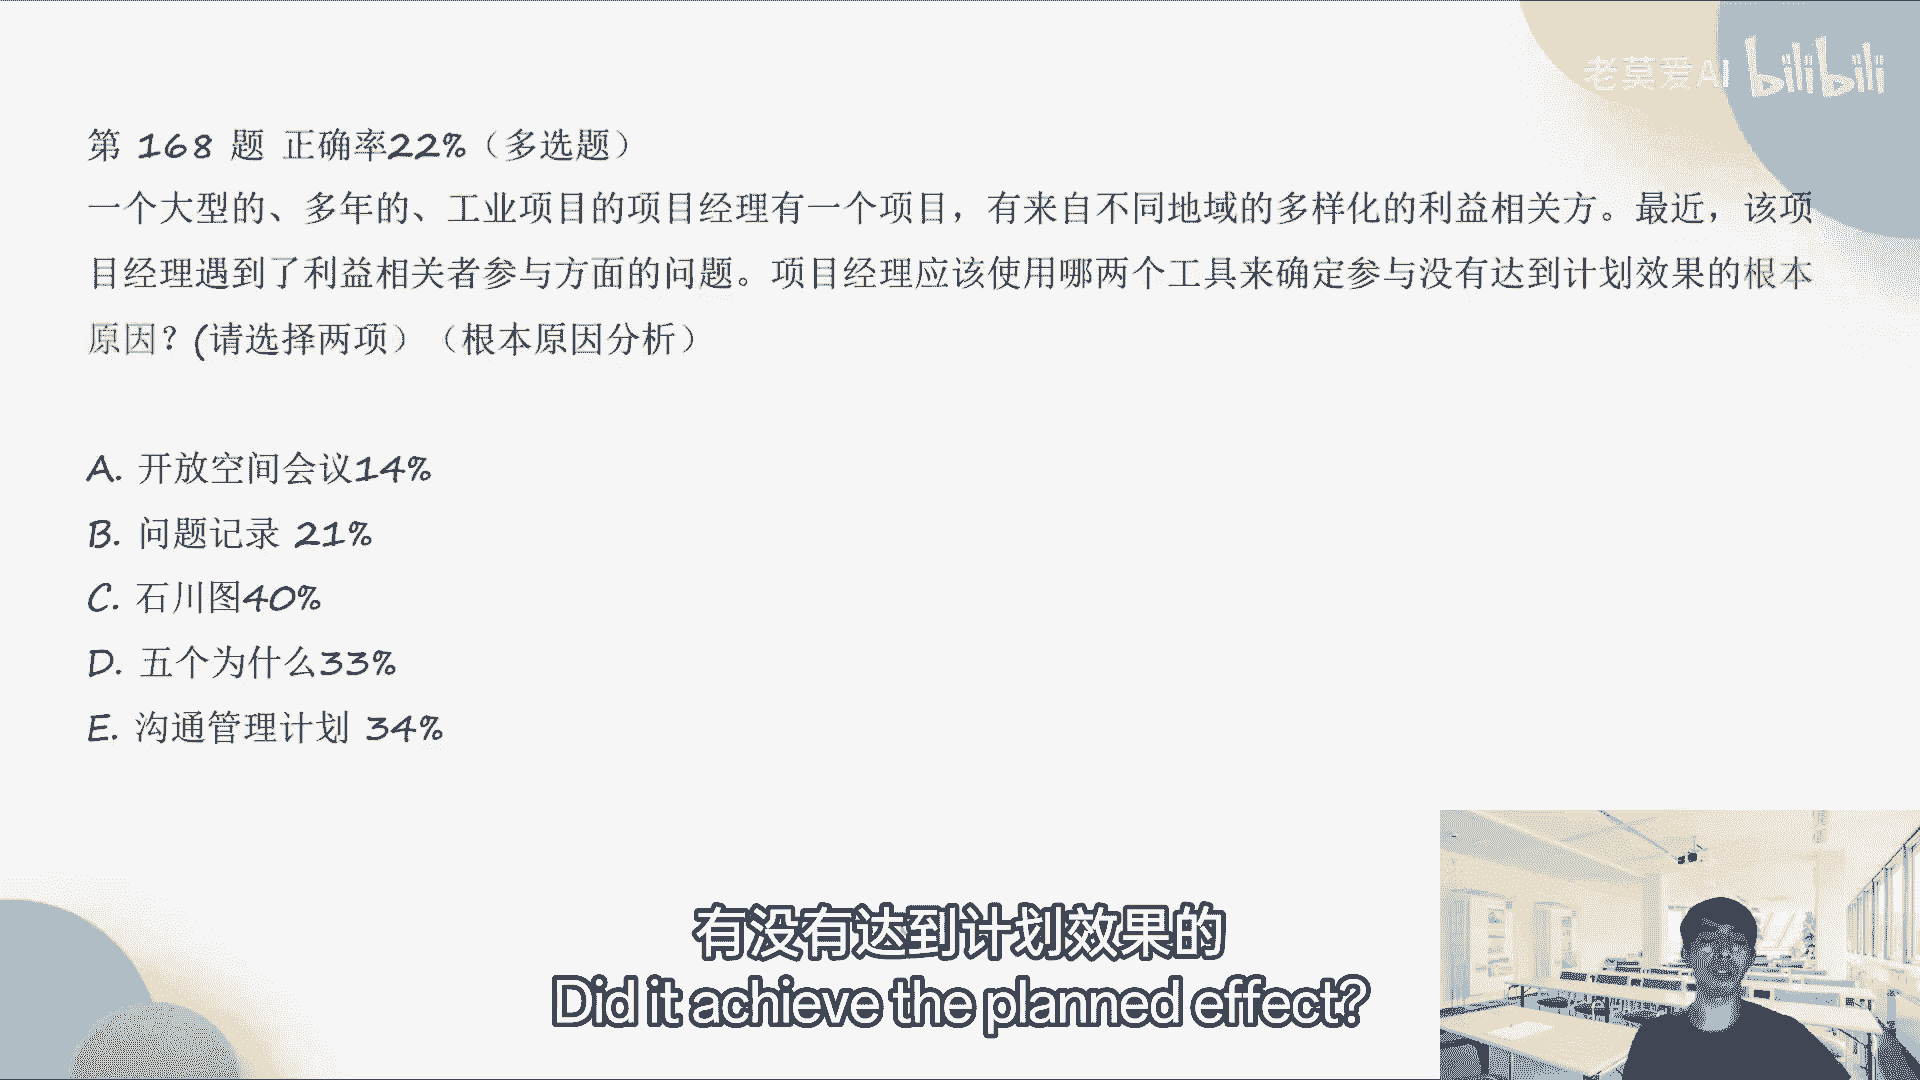 老莫爱AI bilibili
第 168 题 正确率22%（多选题）
一个大型的、多年的、工业项目的项目经理有一个项目，有来自不同地域的多样化的利益相关方。最近，该项
目经理遇到了利益相关者参与方面的问题。项目经理应该使用哪两个工具来确定参与没有达到计划效果的根本
原因？(请选择两项）（根本原因分析）
A. 开放空间会议14%
B. 问题记录 21%
C. 石川图40%
D. 五个为什么33%
E. 沟通管理计划 34%
有没有达到计划效果的
Did it achieve the planned effect?